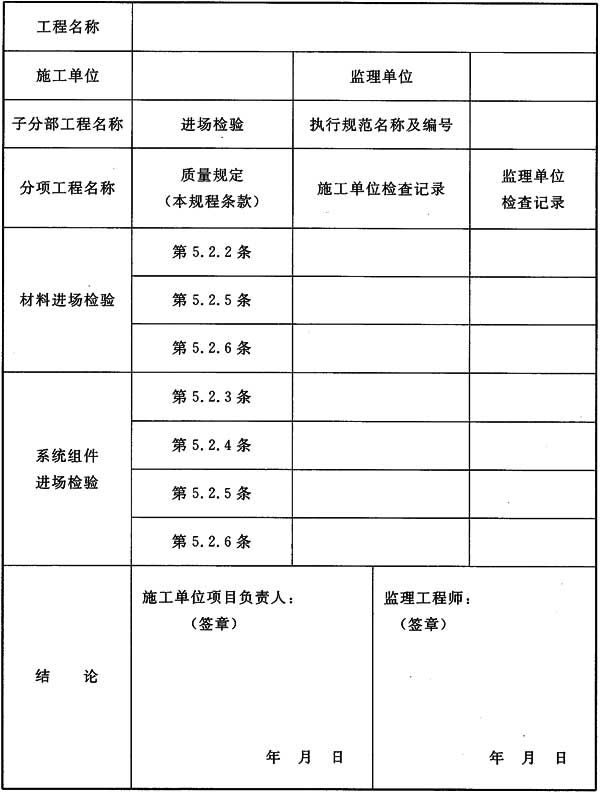 工程名称
施工单位 监理单位
子分部工程名称 进场检验 执行规范名称及编号
分项工程名称 质量规定 施工单位检查记录 监理单位
（本规程条款） 检查记录
材料进场检验 第5.2.2条
第5.2.5条
第5.2.6条
系统组件
进场检验 第5.2.3条
第5.2.4条
第5.2.5条
第5.2.6条
结 论 施工单位项目负责人：
（签章）
年 月 日
监理工程师：
（签章）
年 月 日